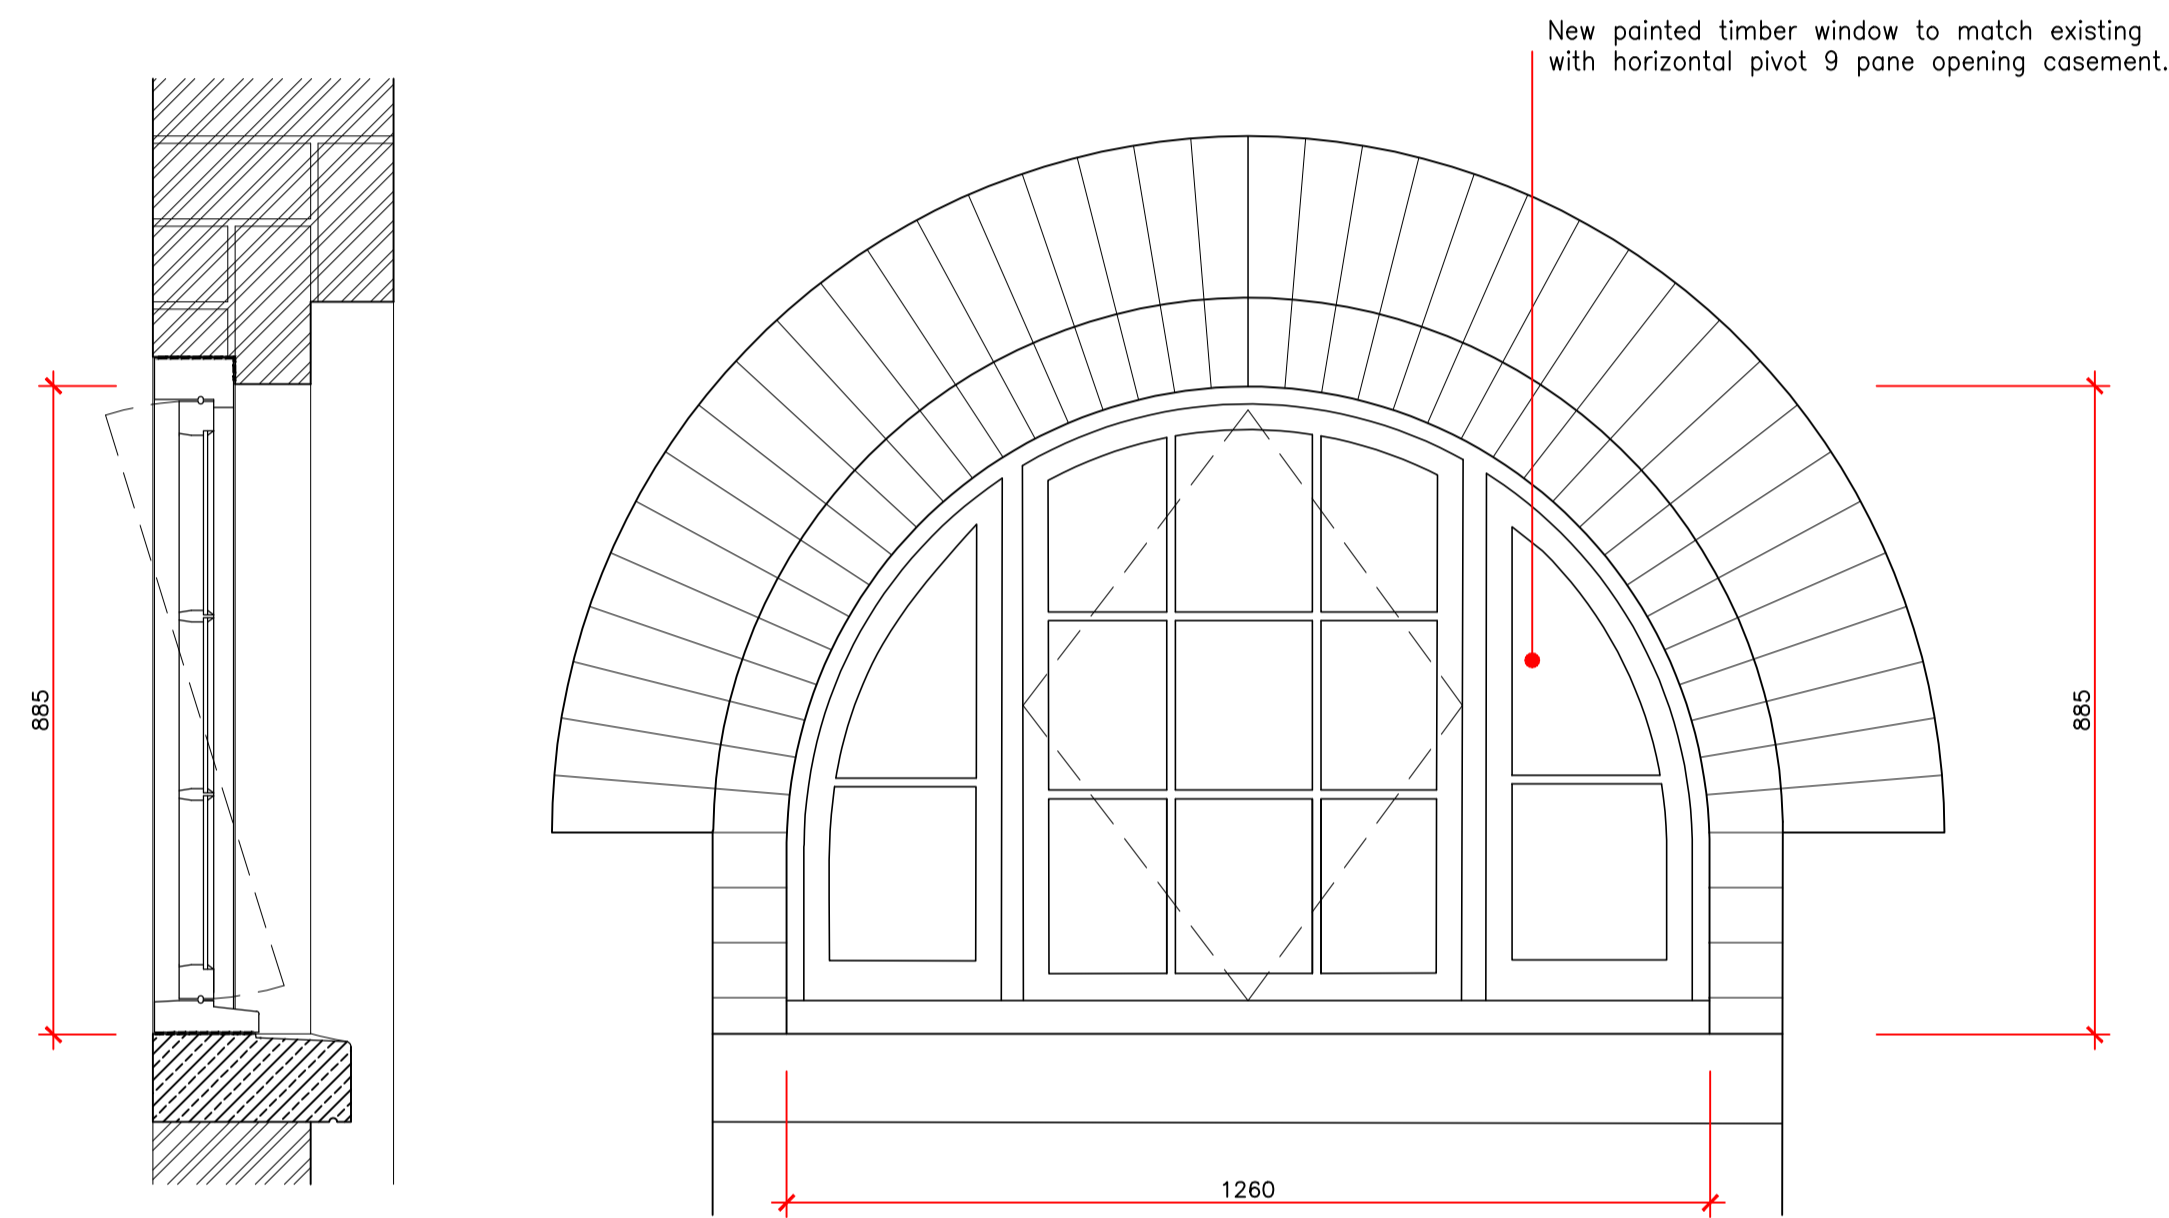 New painted timber window to match existing
with horizontal pivot 9 pane opening casement.
885
885
1260